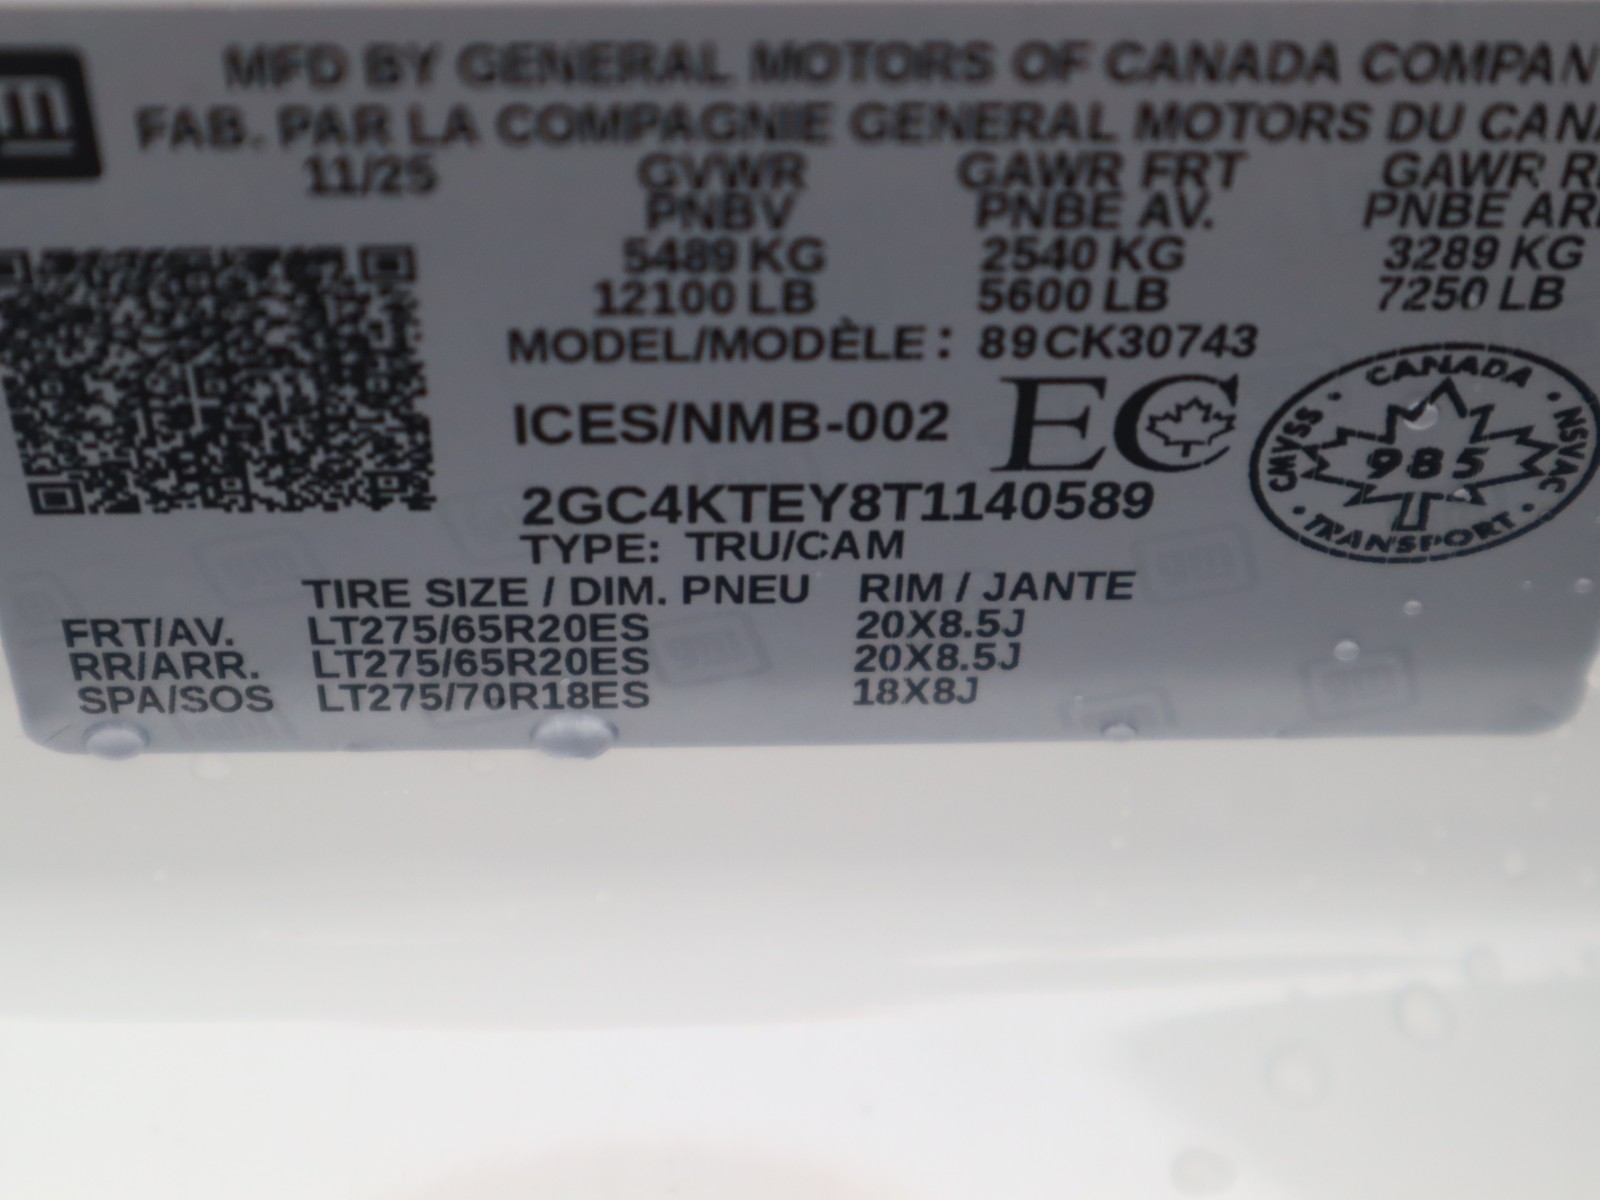 gm
MFD BY GENERAL MOTORS OF CANADA COMPAN
FAB. PAR LA COMPAGNIE GENERAL MOTORS DU CANA
11/25 GVWR GAWR FRT GAWR R
PNBV PNBE AV. PNBE AR
5489 KG 2540 KG 3289 KG
12100 LB 5600 LB 7250 LB
MODEL/MODÈLE: 89CK30743
ICES/NMB-002 EC
CANADA
CMVSS 985 NSVAC
TRANSPORT
2GC4KTEY8T1140589
TYPE: TRU/CAM
TIRE SIZE / DIM. PNEU RIM / JANTE
FRT/AV. LT275/65R20ES 20X8.5J
RR/ARR. LT275/65R20ES 20X8.5J
SPA/SOS LT275/70R18ES 18X8J